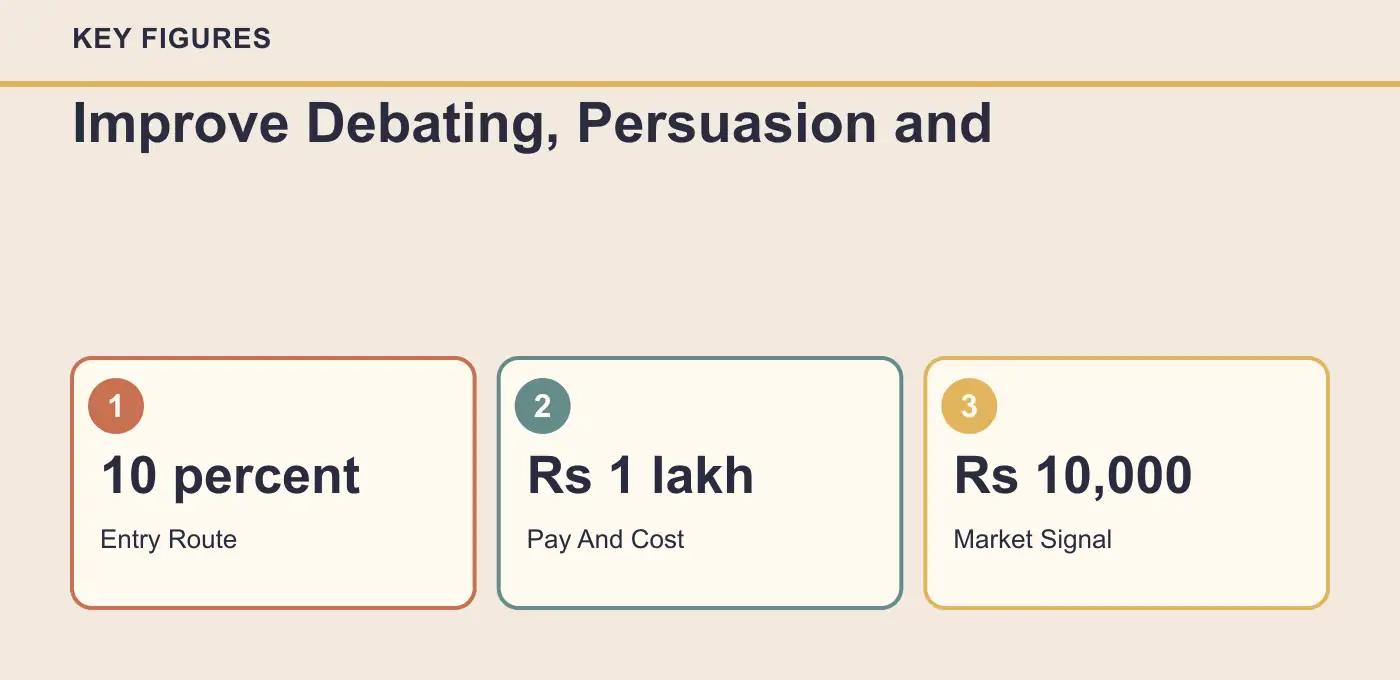 KEY FIGURES
Improve Debating, Persuasion and
1
10 percent
Entry Route
2
Rs 1 lakh
Pay And Cost
3
Rs 10,000
Market Signal